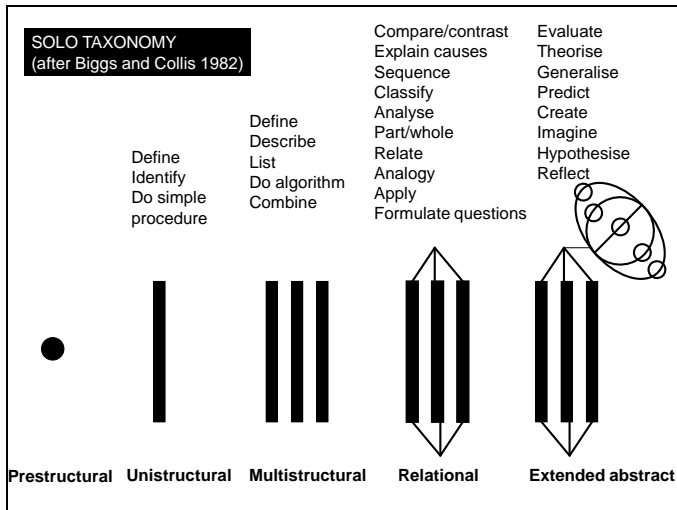 SOLO TAXONOMY
(after Biggs and Collis 1982)
Define
Identify
Do simple
procedure
Define
Describe
List
Do algorithm
Combine
Compare/contrast
Explain causes
Sequence
Classify
Analyse
Part/whole
Relate
Analogy
Apply
Formulate questions
Evaluate
Theorise
Generalise
Predict
Create
Imagine
Hypothesise
Reflect
Prestructural
Unistructural
Multistructural
Relational
Extended abstract